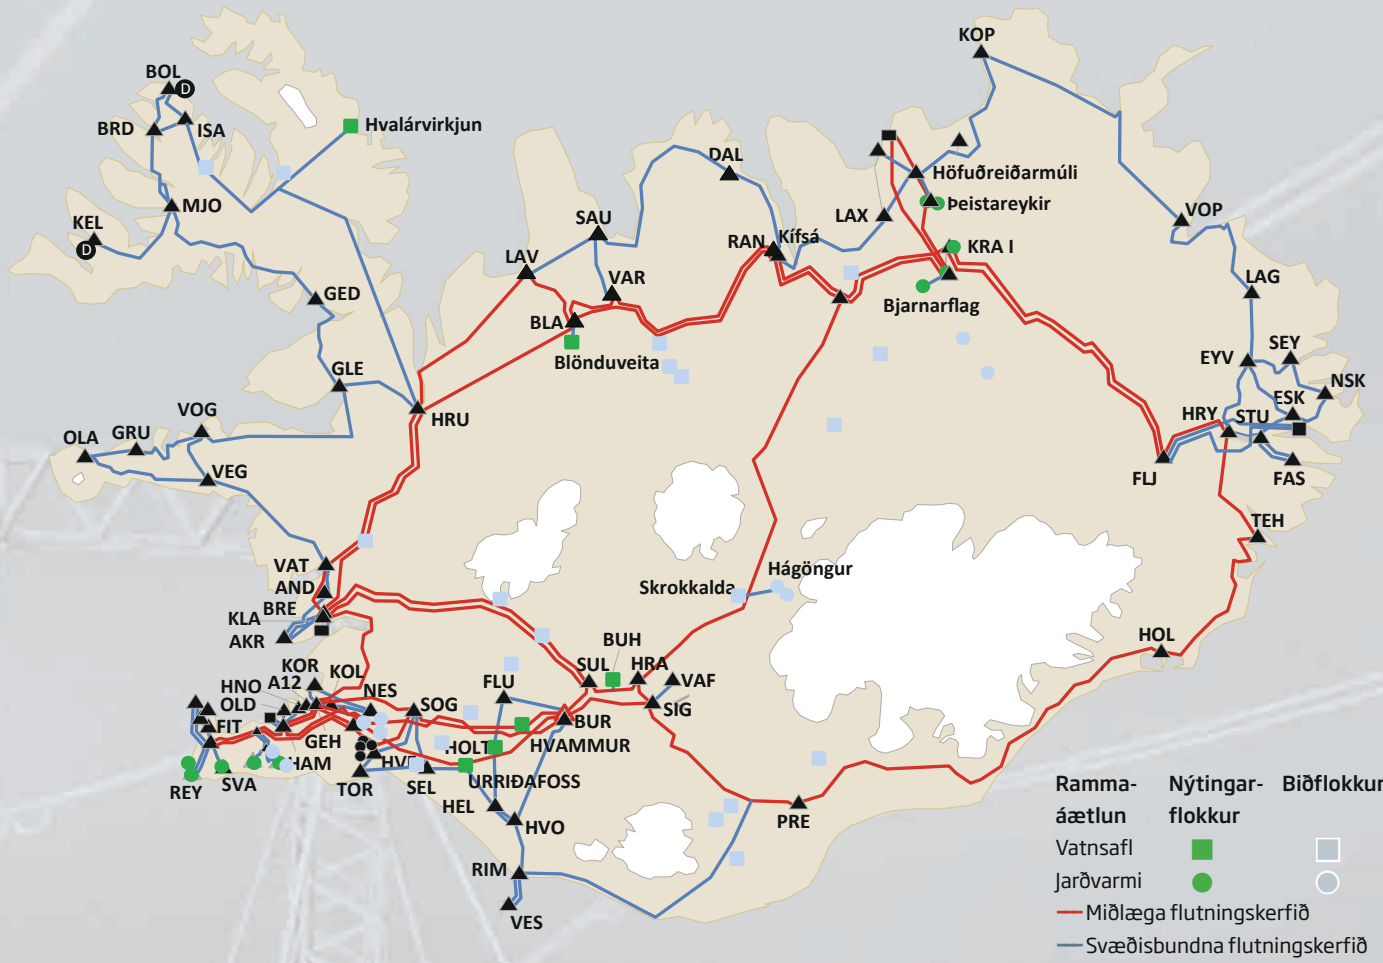 KOP
BOL
D
BRD
ISA
Hvalárvirkjun
DAL
Höfuðreiðarmúli
Þeistareykir
MJO
KEL
D
SAU
LAX
VOP
RAN
Kífsá
KRA I
LAV
VAR
LAG
GED
BLA
Bjarnarflag
Blönduveita
EYV
SEY
GLE
NSK
ESK
HRY
STU
VOG
HRU
GRU
OLA
VEG
FLJ
FAS
TEH
VAT
AND
BRE
KLA
AKR
Skrokkalda
Hágöngur
BUH
HOL
KOR
KOL
SUL
HRA
HNO
A12
NES
FLU
VAF
OLD
SOG
SIG
FIT
BUR
GEH
HOLT
HVAMMUR
HAM
HVE
REY
SVA
TOR
SEL
URRIÐAFOSS
HEL
HVO
PRE
RIM
VES
Ramma- Nýtingar- Biðflokkur
áætlun flokkur
Vatnsafl
Jarðvarmi
Miðlæga flutningskerfið
Svæðisbundna flutningskerfið